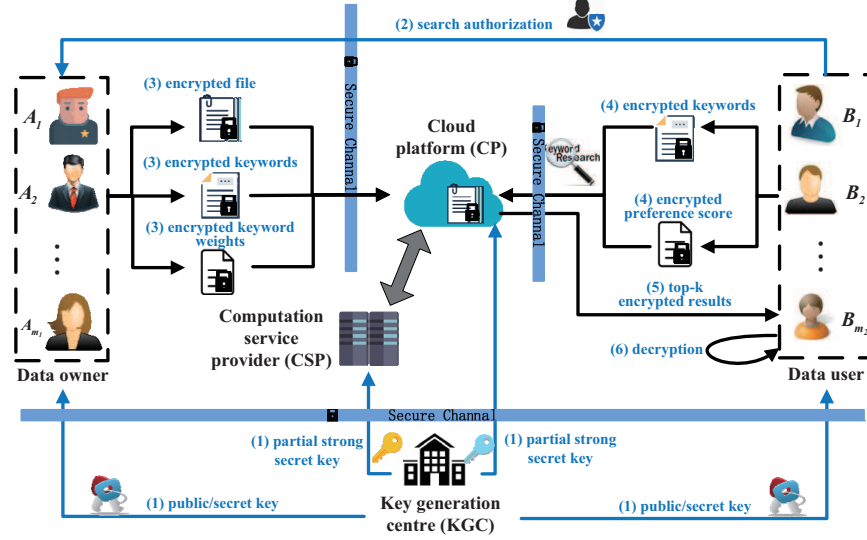 (2) search authorization
A1
A2
Am1
Data owner
(3) encrypted file
(3) encrypted keywords
(3) encrypted keyword
weights
Secure Channel
Cloud
platform (CP)
Computation
service
provider (CSP)
Secure Channel
Keyword
Research
(4) encrypted keywords
(4) encrypted
preference score
(5) top-k
encrypted results
(6) decryption
B1
B2
Bm2
Data user
Secure Channel
(1) partial strong
secret key
(1) partial strong
secret key
(1) public/secret key
Key generation
centre (KGC)
(1) public/secret key